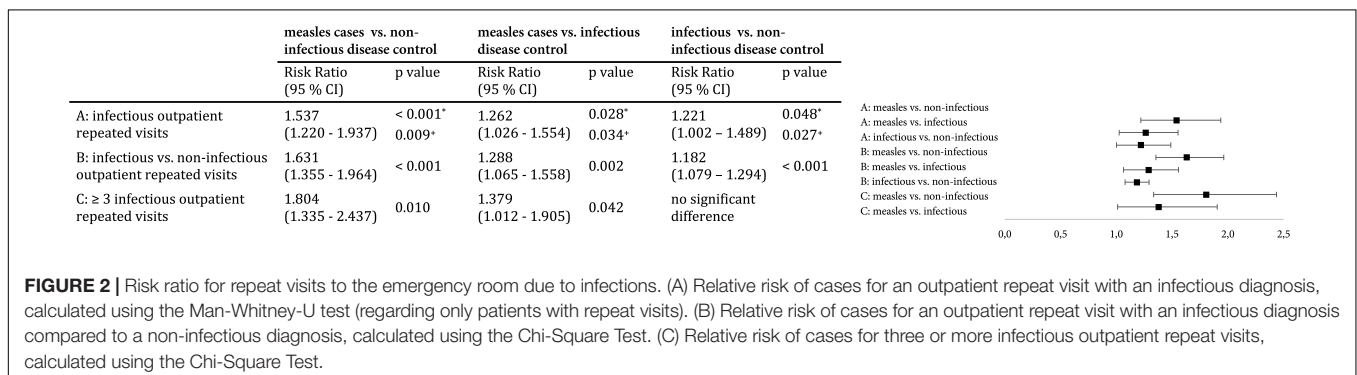 measles cases vs. non-infectious disease control
measles cases vs. infectious disease control
infectious vs. non-infectious disease control
Risk Ratio (95 % CI)
p value
Risk Ratio (95 % CI)
p value
Risk Ratio (95 % CI)
p value
A: infectious outpatient repeated visits
1.537 (1.220 - 1.937)
< 0.001*
0.009+
1.262 (1.026 - 1.554)
0.028*
0.034+
1.221 (1.002 – 1.489)
0.048*
0.027+
B: infectious vs. non-infectious outpatient repeated visits
1.631 (1.355 - 1.964)
< 0.001
1.288 (1.065 - 1.558)
0.002
1.182 (1.079 – 1.294)
< 0.001
C: ≥ 3 infectious outpatient repeated visits
1.804 (1.335 - 2.437)
0.010
1.379 (1.012 - 1.905)
0.042
no significant difference
A: measles vs. non-infectious
A: measles vs. infectious
A: infectious vs. non-infectious
B: measles vs. non-infectious
B: measles vs. infectious
B: infectious vs. non-infectious
C: measles vs. non-infectious
C: measles vs. infectious
0,0 0,5 1,0 1,5 2,0 2,5
FIGURE 2 | Risk ratio for repeat visits to the emergency room due to infections. (A) Relative risk of cases for an outpatient repeat visit with an infectious diagnosis,
calculated using the Man-Whitney-U test (regarding only patients with repeat visits). (B) Relative risk of cases for an outpatient repeat visit with an infectious diagnosis
compared to a non-infectious diagnosis, calculated using the Chi-Square Test. (C) Relative risk of cases for three or more infectious outpatient repeat visits,
calculated using the Chi-Square Test.